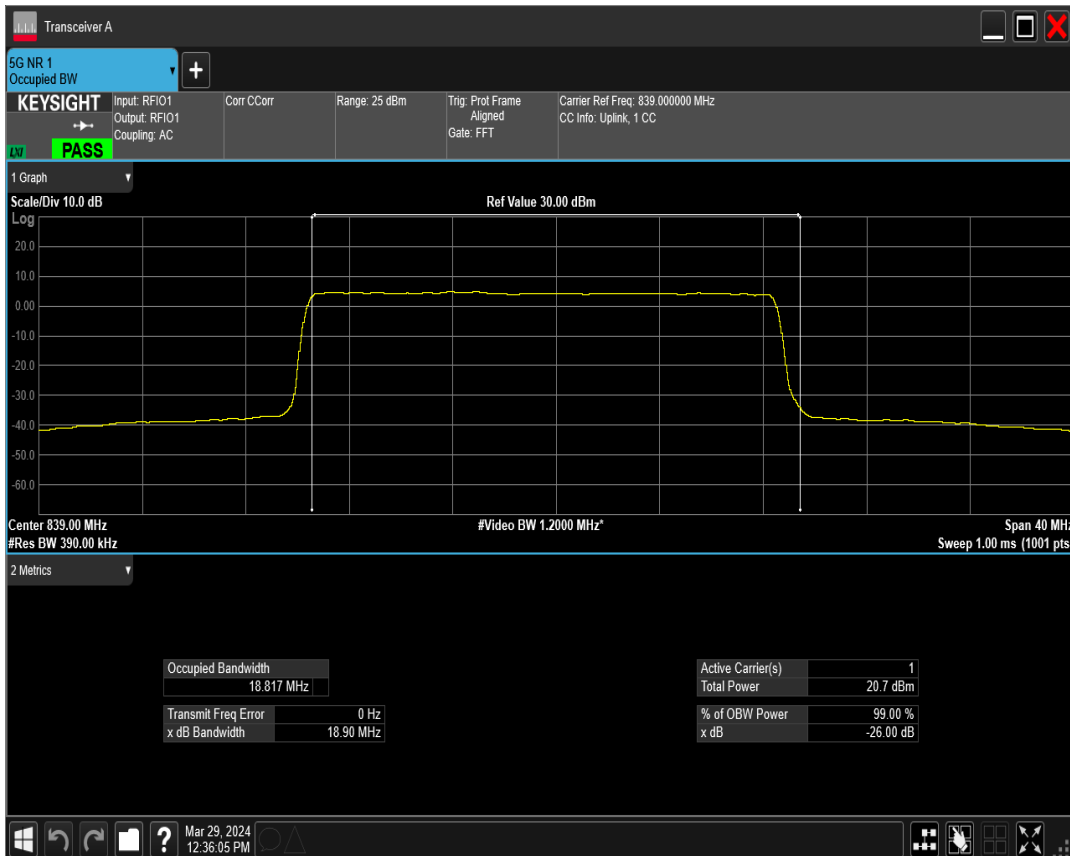 Transceiver A
5G NR 1
Occupied BW
KEYSIGHT
LXI
PASS
Input: RFIO1
Output: RFIO1
Coupling: AC
Corr CCorr
Range: 25 dBm
Trig: Prot Frame
Aligned
Gate: FFT
Carrier Ref Freq: 839.000000 MHz
CC Info: Uplink, 1 CC
1 Graph
Scale/Div 10.0 dB
Ref Value 30.00 dBm
Log
20.0
10.0
0.00
-10.0
-20.0
-30.0
-40.0
-50.0
-60.0
Center 839.00 MHz
#Video BW 1.2000 MHz*
Span 40 MHz
#Res BW 390.00 kHz
Sweep 1.00 ms (1001 pts
2 Metrics
Occupied Bandwidth
18.817 MHz
Transmit Freq Error 0 Hz
x dB Bandwidth 18.90 MHz
Active Carrier(s) 1
Total Power 20.7 dBm
% of OBW Power 99.00 %
x dB -26.00 dB
?
Mar 29, 2024
12:36:05 PM